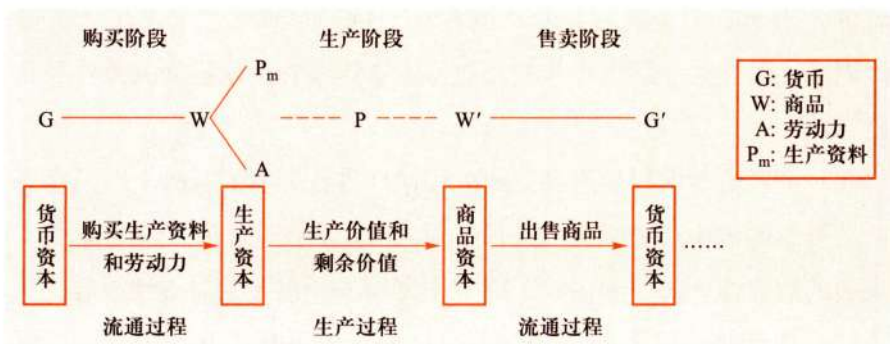 购买阶段 生产阶段 售卖阶段
Pm
G W P W′ G′
A
G: 货币
W: 商品
A: 劳动力
Pm: 生产资料
货币资本
购买生产资料
和劳动力
生产资本
生产价值和
剩余价值
商品资本
出售商品
货币资本
……
流通过程 生产过程 流通过程